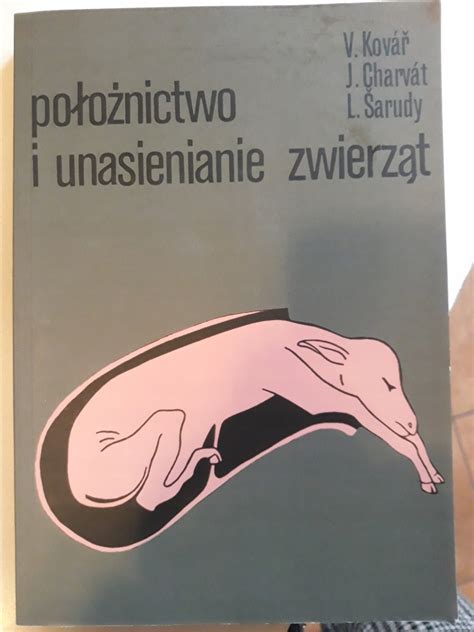 V. Kovář
J. Charvát
L. Šarudy
położnictwo
i unasienianie zwierząt